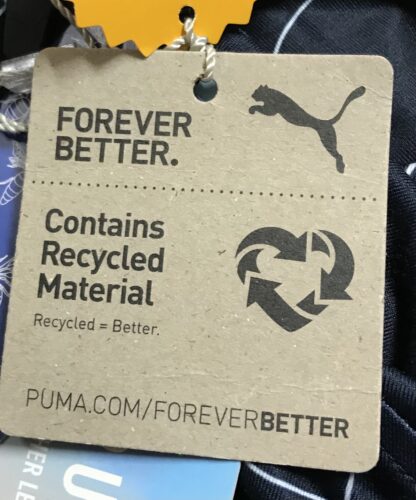 FOREVER
BETTER.
Contains
Recycled
Material
Recycled = Better.
PUMA.COM/FOREVERBETTER